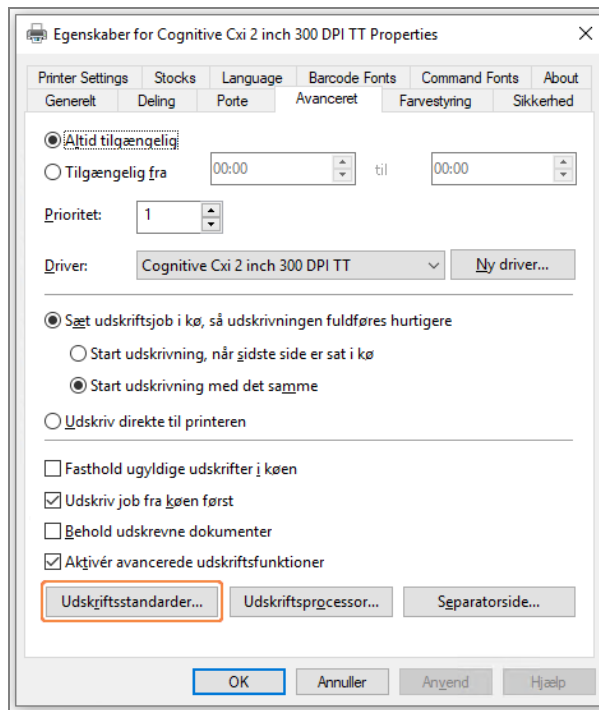 Egenskaber for Cognitive Cxi 2 inch 300 DPI TT Properties
Printer Settings Stocks Language Barcode Fonts Command Fonts About
Generelt Deling Porte Avanceret Farvestyring Sikkerhed
Altid tilgængelig
Tilgængelig fra 00:00 til 00:00
Prioritet: 1
Driver: Cognitive Cxi 2 inch 300 DPI TT Ny driver...
Sæt udskriftsjob i kø, så udskrivningen fuldføres hurtigere
Start udskrivning, når sidste side er sat i kø
Start udskrivning med det samme
Udskriv direkte til printeren
Fasthold ugyldige udskrifter i køen
Udskriv job fra køen først
Behold udskrevne dokumenter
Aktivér avancerede udskriftsfunktioner
Udskriftsstandarder... Udskriftsprocessor... Separatorside...
OK Annuller Anvend Hjælp